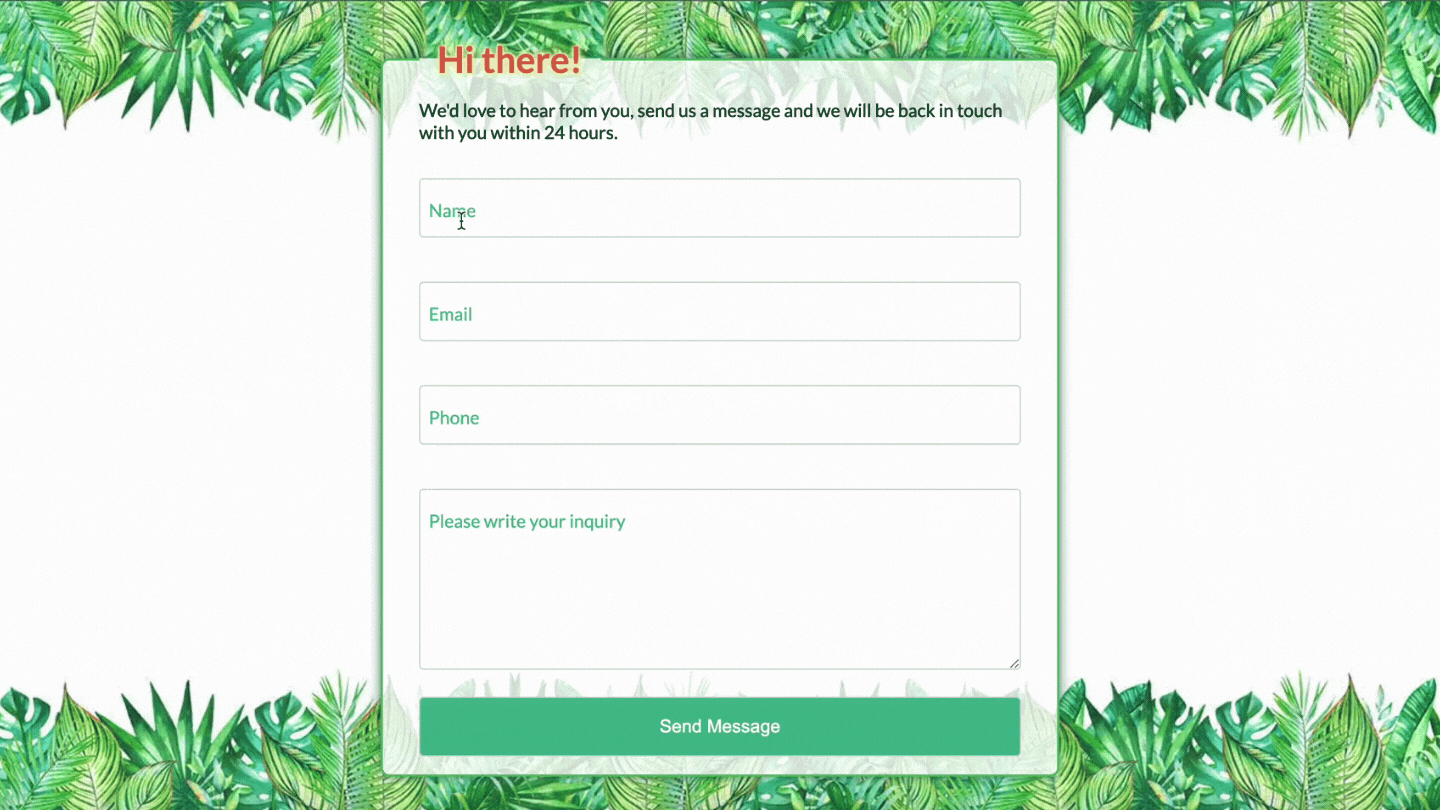 Hi there!
We'd love to hear from you, send us a message and we will be back in touch
with you within 24 hours.
Name
Email
Phone
Please write your inquiry
Send Message